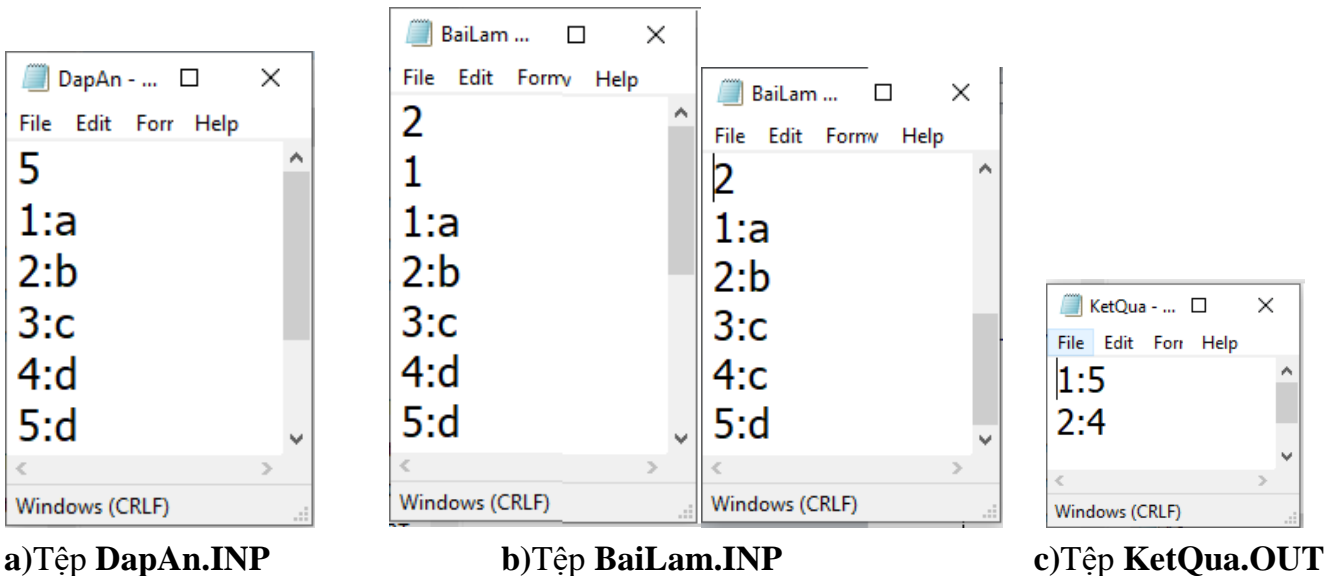 DapAn - ...
File Edit Forr Help
5
1:a
2:b
3:c
4:d
5:d
Windows (CRLF)
a)Tệp DapAn.INP
BaiLam ...
File Edit Form Help
2
1
1:a
2:b
3:c
4:d
5:d
Windows (CRLF)
BaiLam ...
File Edit Form Help
2
1:a
2:b
3:c
4:c
5:d
Windows (CRLF)
b)Tệp BaiLam.INP
KetQua - ...
File Edit Forr Help
1:5
2:4
Windows (CRLF)
c)Tệp KetQua.OUT